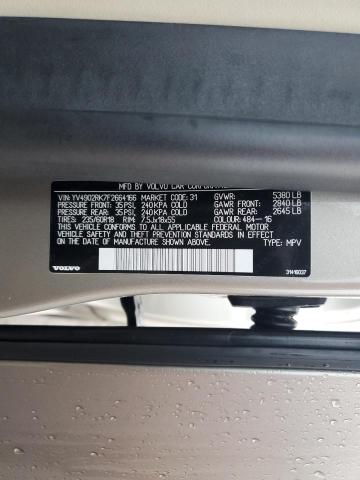 MFD BY VOLVO CAR CORPORATION
VIN: YV4902RK7F2664166 MARKET CODE: 31 GVWR: 5380 LB
PRESSURE FRONT: 35 PSI, 240 KPA COLD GAWR FRONT: 2840 LB
PRESSURE REAR: 35 PSI, 240 KPA COLD GAWR REAR: 2645 LB
TIRES: 235/60R18 RIM: 7.5Jx18x55 COLOUR: 484-- 16
THIS VEHICLE CONFORMS TO ALL APPLICABLE FEDERAL MOTOR
VEHICLE SAFETY AND THEFT PREVENTION STANDARDS IN EFFECT
ON THE DATE OF MANUFACTURE SHOWN ABOVE. TYPE: MPV
VOLVO 31419037